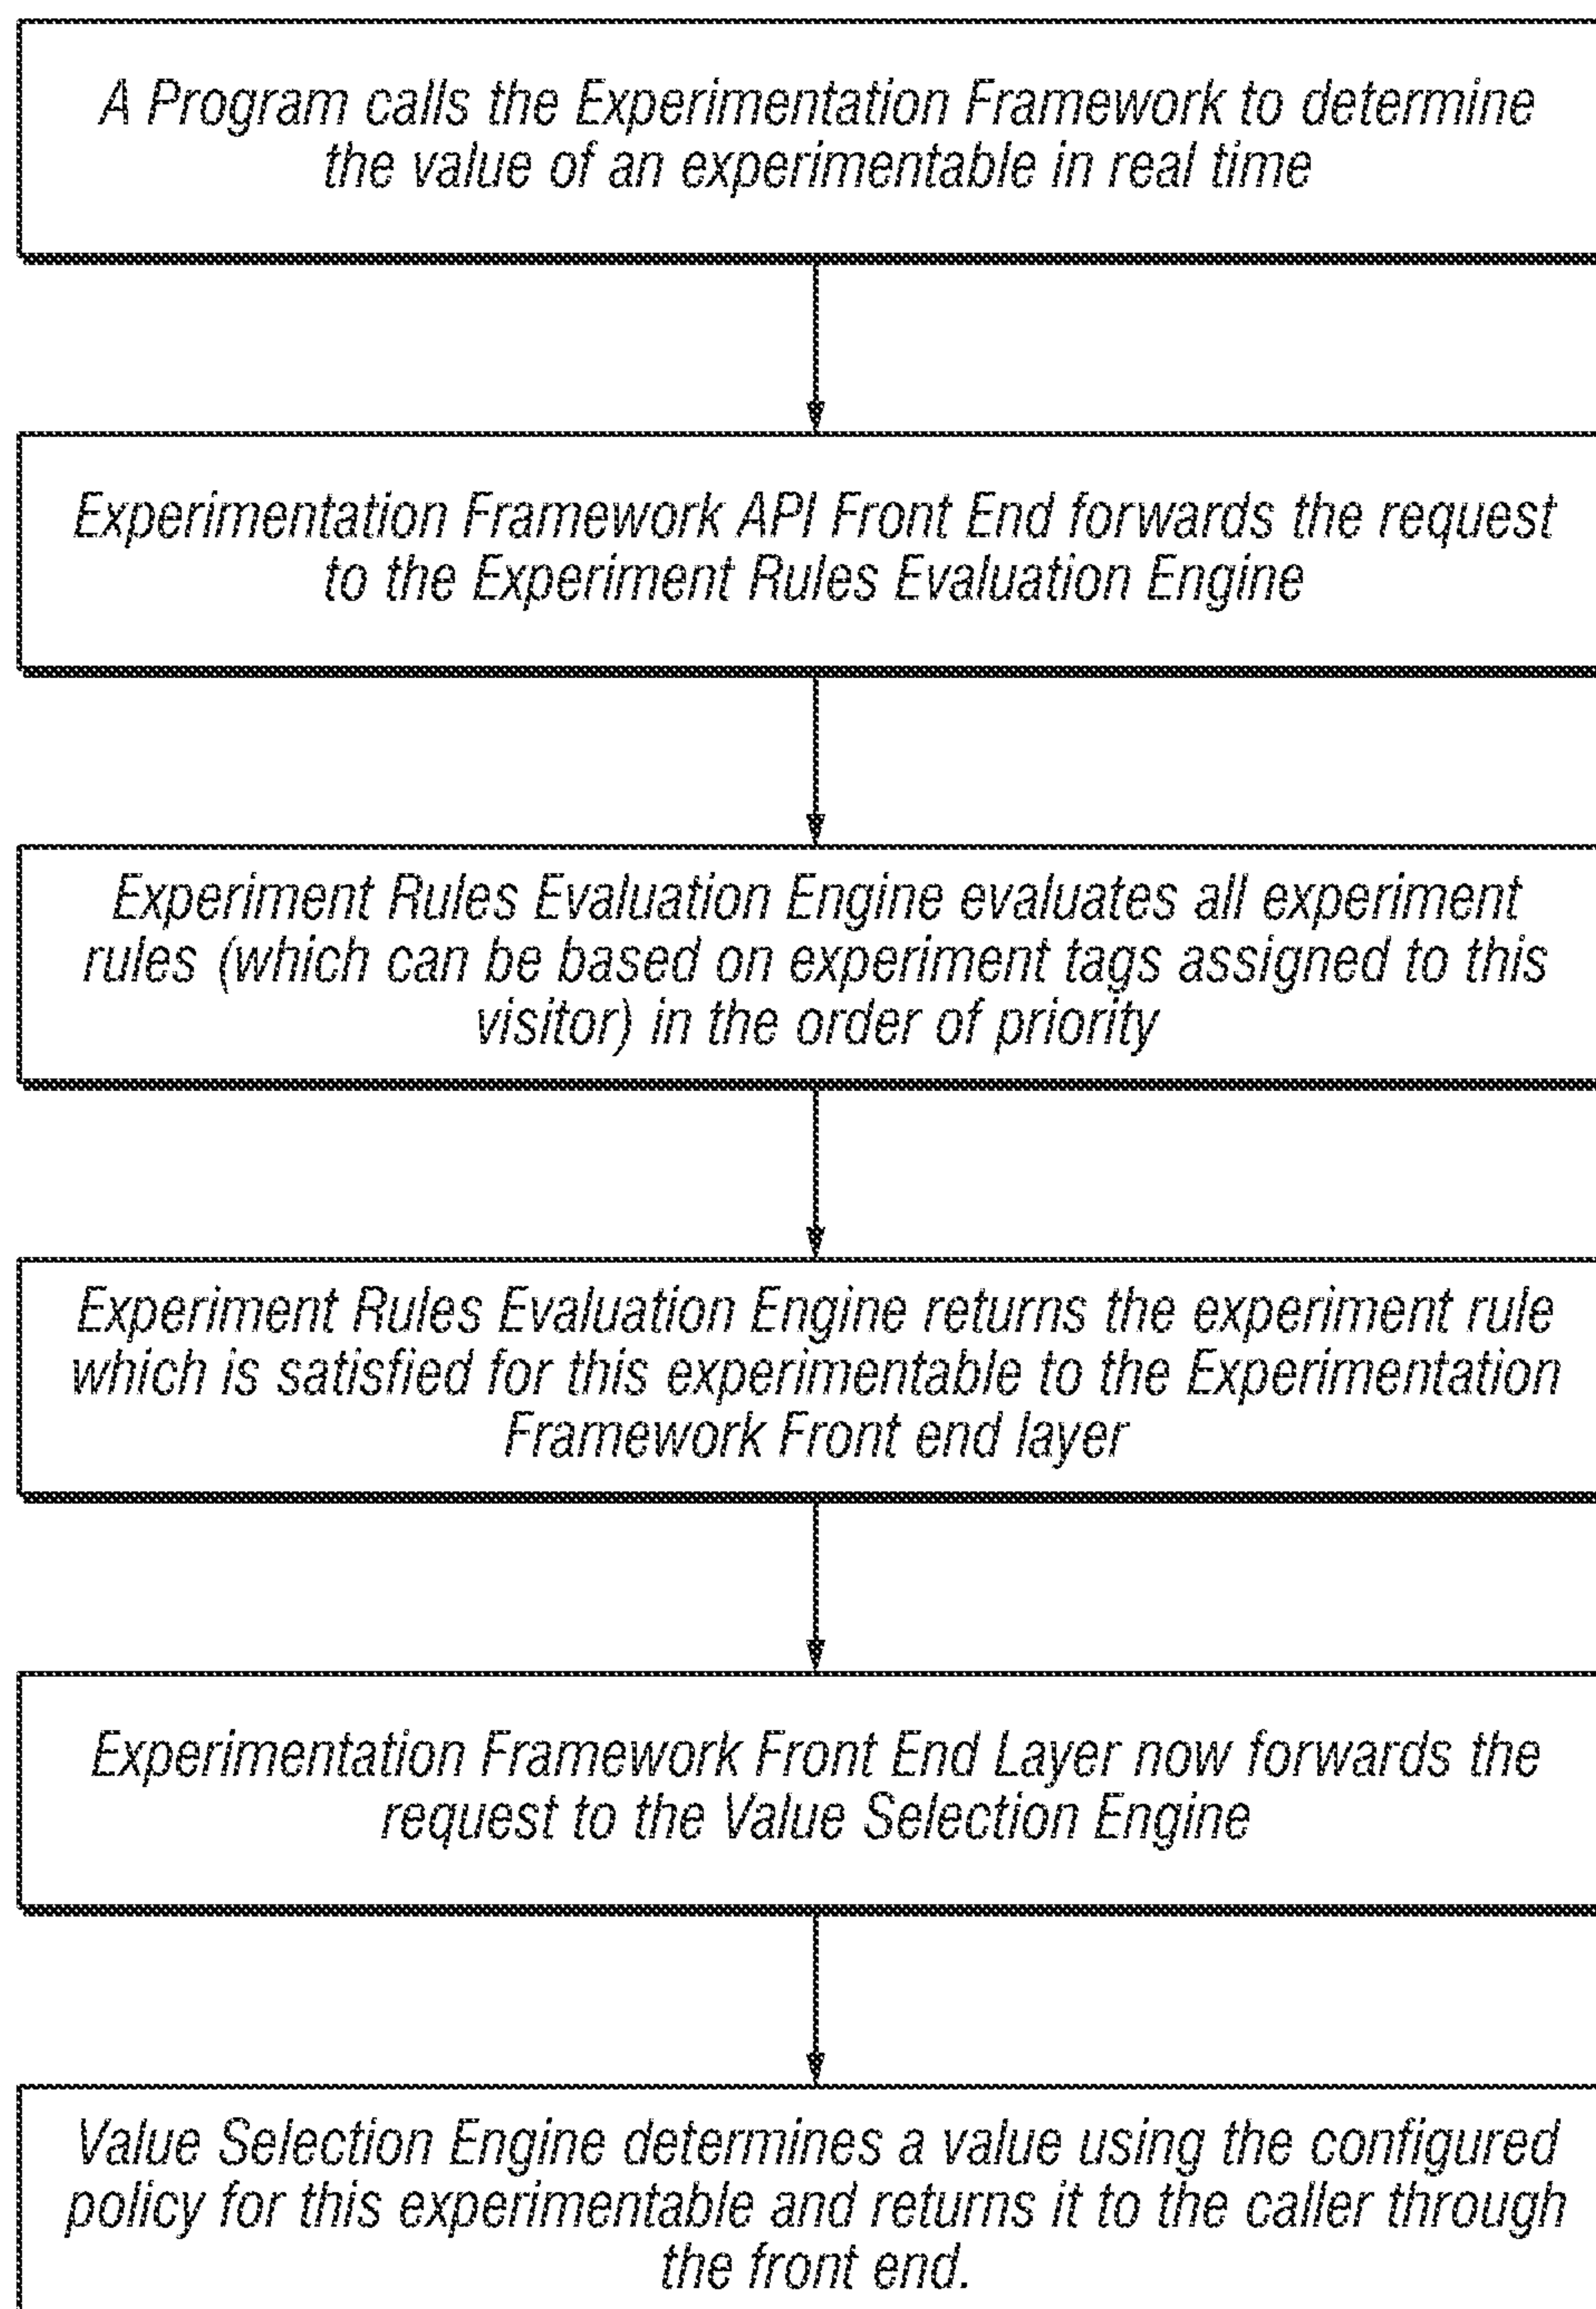 A Program calls the Experimentation Framework to determine
the value of an experimentable in real time
Experimentation Framework API Front End forwards the request
to the Experiment Rules Evaluation Engine
Experiment Rules Evaluation Engine evaluates all experiment
rules (which can be based on experiment tags assigned to this
visitor) in the order of priority
Experiment Rules Evaluation Engine returns the experiment rule
which is satisfied for this experimentable to the Experimentation
Framework Front end layer
Experimentation Framework Front End Layer now forwards the
request to the Value Selection Engine
Value Selection Engine determines a value using the configured
policy for this experimentable and returns it to the caller through
the front end.